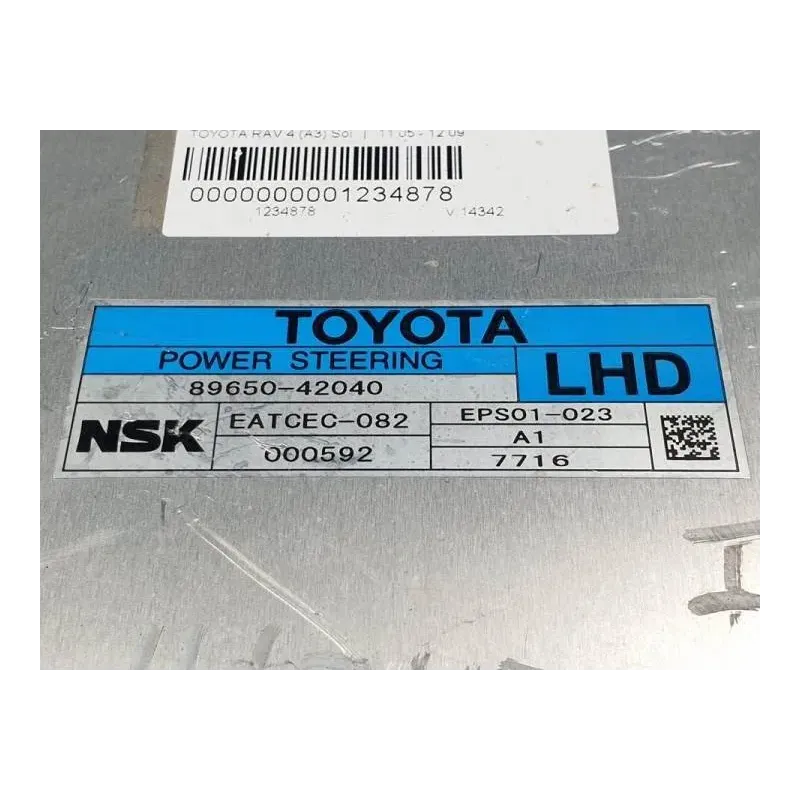 TOYOTA RAV 4 (A3) Sol | 11.05 - 12.09
0000000001234878
1234878 V 14342
TOYOTA
POWER STEERING
LHD
89650-42040
NSK
EATCEC-082
EPS01-023
A1
000592
7716